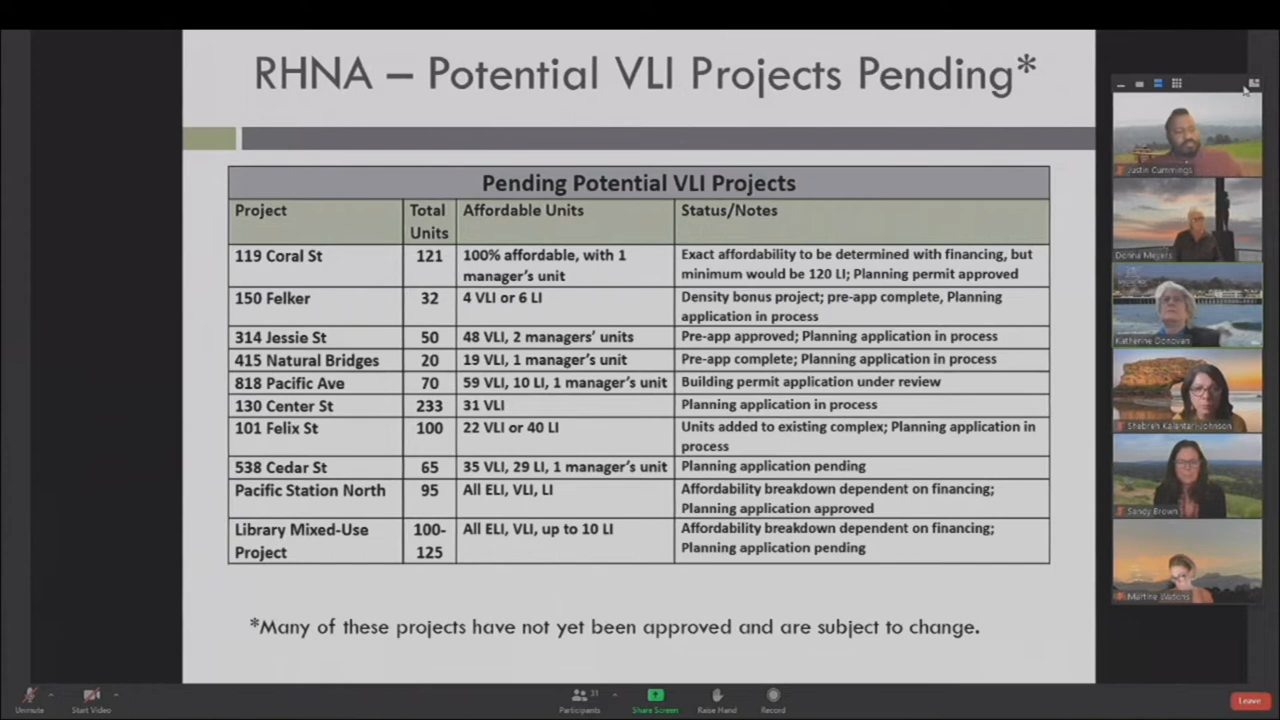 RHNA – Potential VLI Projects Pending*
Pending Potential VLI Projects
Project Total Affordable Units Status/Notes
Units
119 Coral St 121 100% affordable, with 1 Exact affordability to be determined with financing, but
manager's unit minimum would be 120 LI; Planning permit approved
150 Felker 32 4 VLI or 6 LI Density bonus project; pre-app complete, Planning
application in process
314 Jessie St 50 48 VLI, 2 managers' units Pre-app approved; Planning application in process
415 Natural Bridges 20 19 VLI, 1 manager's unit Pre-app complete; Planning application in process
818 Pacific Ave 70 59 VLI, 10 LI, 1 manager's unit Building permit application under review
130 Center St 233 31 VLI Planning application in process
101 Felix St 100 22 VLI or 40 LI Units added to existing complex; Planning application in
process
538 Cedar St 65 35 VLI, 29 LI, 1 manager's unit Planning application pending
Pacific Station North 95 All ELI, VLI, LI Affordability breakdown dependent on financing;
Planning application approved
Library Mixed-Use 100- All ELI, VLI, up to 10 LI Affordability breakdown dependent on financing;
Project 125 Planning application pending
*Many of these projects have not yet been approved and are subject to change.
Justin Cummings
Donna Meyers
Katherine Donovan
Shebreh Kalantari-Johnson
Sandy Brown
Martine Watkins
31
Unmute Start Video Participants Share Screen Raise Hand Record Leave